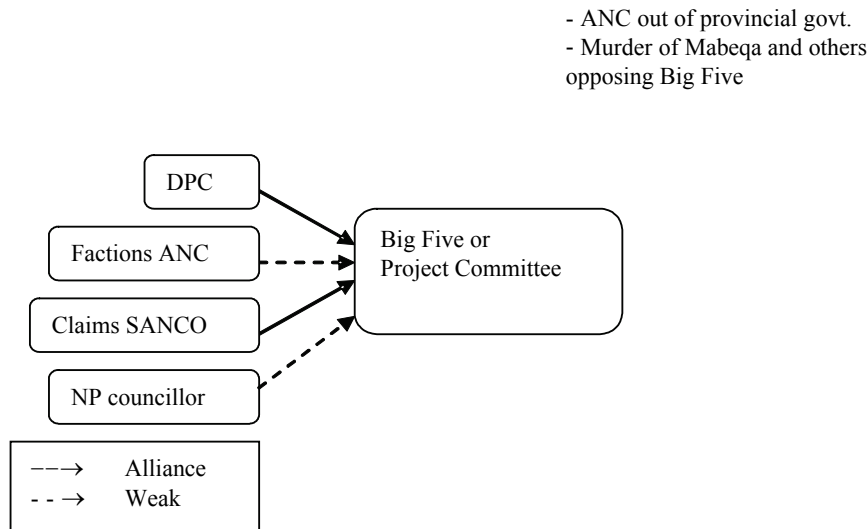 - ANC out of provincial govt.
- Murder of Mabeqa and others
opposing Big Five
DPC
Factions ANC
Claims SANCO
NP councillor
Big Five or
Project Committee
Alliance
Weak